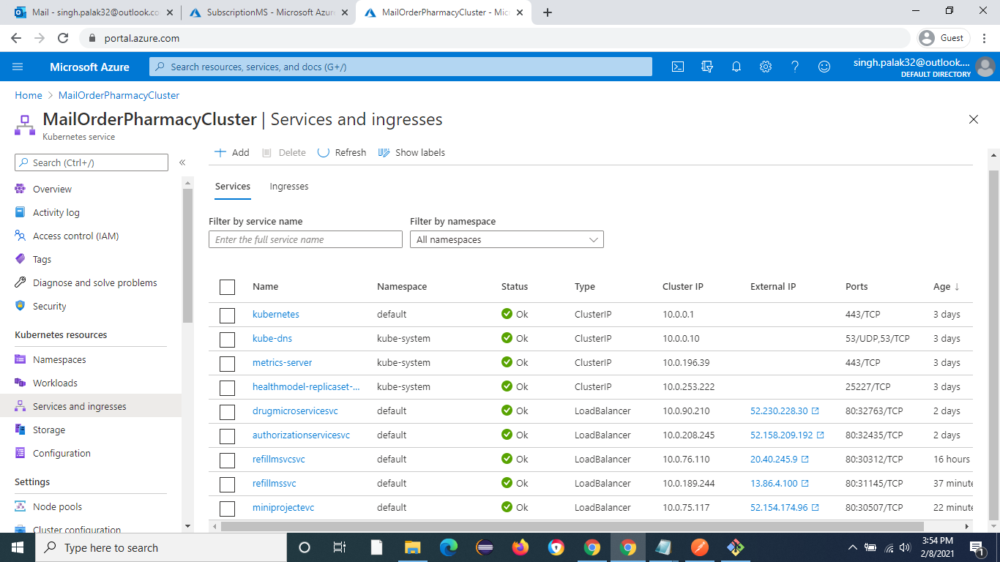 Mail - singh.palak32@outlook.co
SubscriptionMS - Microsoft Azure
MailOrderPharmacyCluster - Mic
portal.azure.com
Guest
Microsoft Azure
Search resources, services, and docs (G+/)
singh.palak32@outlook....
DEFAULT DIRECTORY
Home > MailOrderPharmacyCluster
MailOrderPharmacyCluster | Services and ingresses
Kubernetes service
Search (Ctrl+/)
«
Overview
Activity log
Access control (IAM)
Tags
Diagnose and solve problems
Security
Kubernetes resources
Namespaces
Workloads
Services and ingresses
Storage
Configuration
Settings
Node pools
Cluster configuration
Add Delete Refresh Show labels
Services Ingresses
Filter by service name Filter by namespace
Enter the full service name All namespaces
Name Namespace Status Type Cluster IP External IP Ports Age ↓
kubernetes default Ok ClusterIP 10.0.0.1 443/TCP 3 days
kube-dns kube-system Ok ClusterIP 10.0.0.10 53/UDP,53/TCP 3 days
metrics-server kube-system Ok ClusterIP 10.0.196.39 443/TCP 3 days
healthmodel-replicaset-... kube-system Ok ClusterIP 10.0.253.222 25227/TCP 3 days
drugmicroservicesvc default Ok LoadBalancer 10.0.90.210 52.230.228.30 80:32763/TCP 2 days
authorizationservicesvc default Ok LoadBalancer 10.0.208.245 52.158.209.192 80:32435/TCP 2 days
refillmsvcsvc default Ok LoadBalancer 10.0.76.110 20.40.245.9 80:30312/TCP 16 hours
refillmssvc default Ok LoadBalancer 10.0.189.244 13.86.4.100 80:31145/TCP 37 minute
miniprojectevc default Ok LoadBalancer 10.0.75.117 52.154.174.96 80:30507/TCP 22 minute
Type here to search
3:54 PM
2/8/2021
1